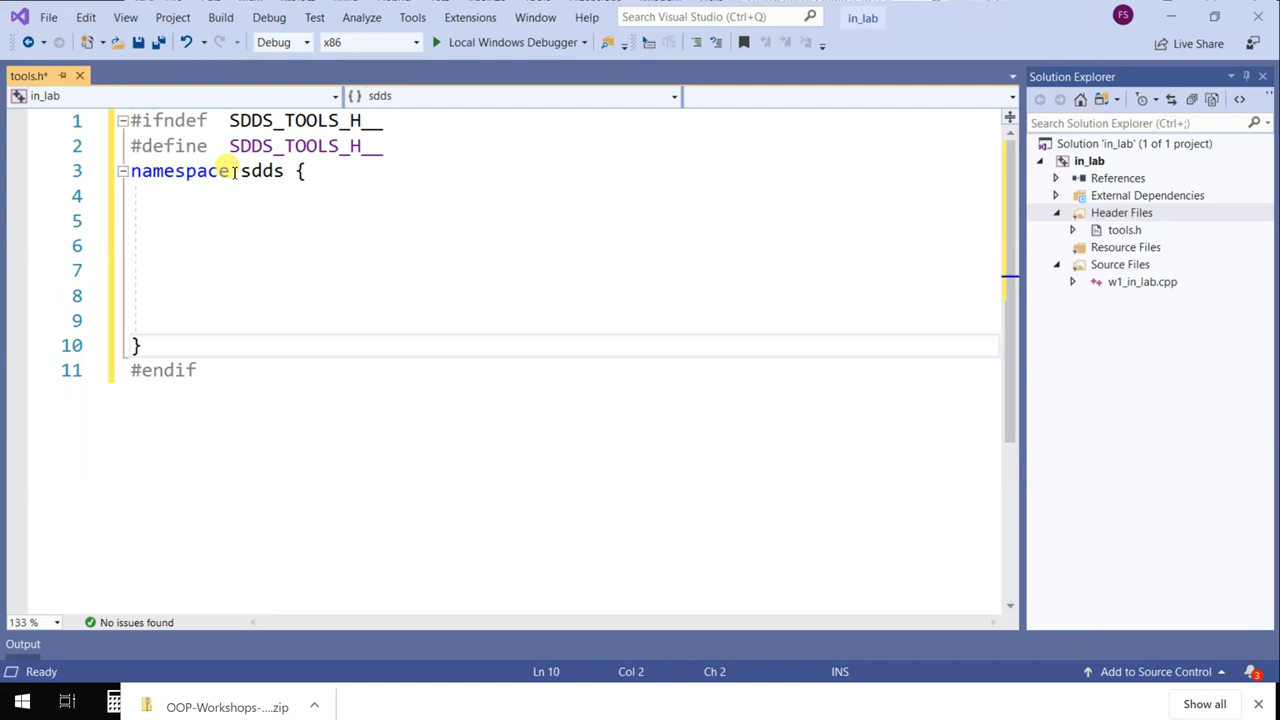 File Edit View Project Build Debug Test Analyze Tools Extensions Window Help Search Visual Studio (Ctrl+Q) in_lab FS
Debug x86 Local Windows Debugger Live Share
tools.h*
in_lab {} sdds
1 #ifndef SDDS_TOOLS_H__
2 #define SDDS_TOOLS_H__
3 namespace sdds {
4
5
6
7
8
9
10 }
11 #endif
Solution Explorer
Search Solution Explorer (Ctrl+;)
Solution 'in_lab' (1 of 1 project)
in_lab
References
External Dependencies
Header Files
tools.h
Resource Files
Source Files
w1_in_lab.cpp
133 % No issues found
Output
Ready Ln 10 Col 2 Ch 2 INS Add to Source Control 3
OOP-Workshops-....zip Show all